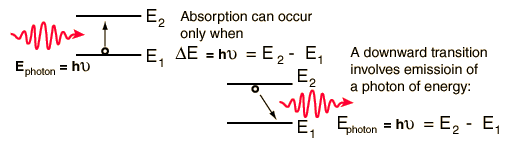 E2
Absorption can occur
only when
E1
ΔE = hυ = E2 - E1
Ephoton = hυ
A downward transition
involves emissioin of
a photon of energy:
E2
E1
Ephoton = hυ = E2 - E1